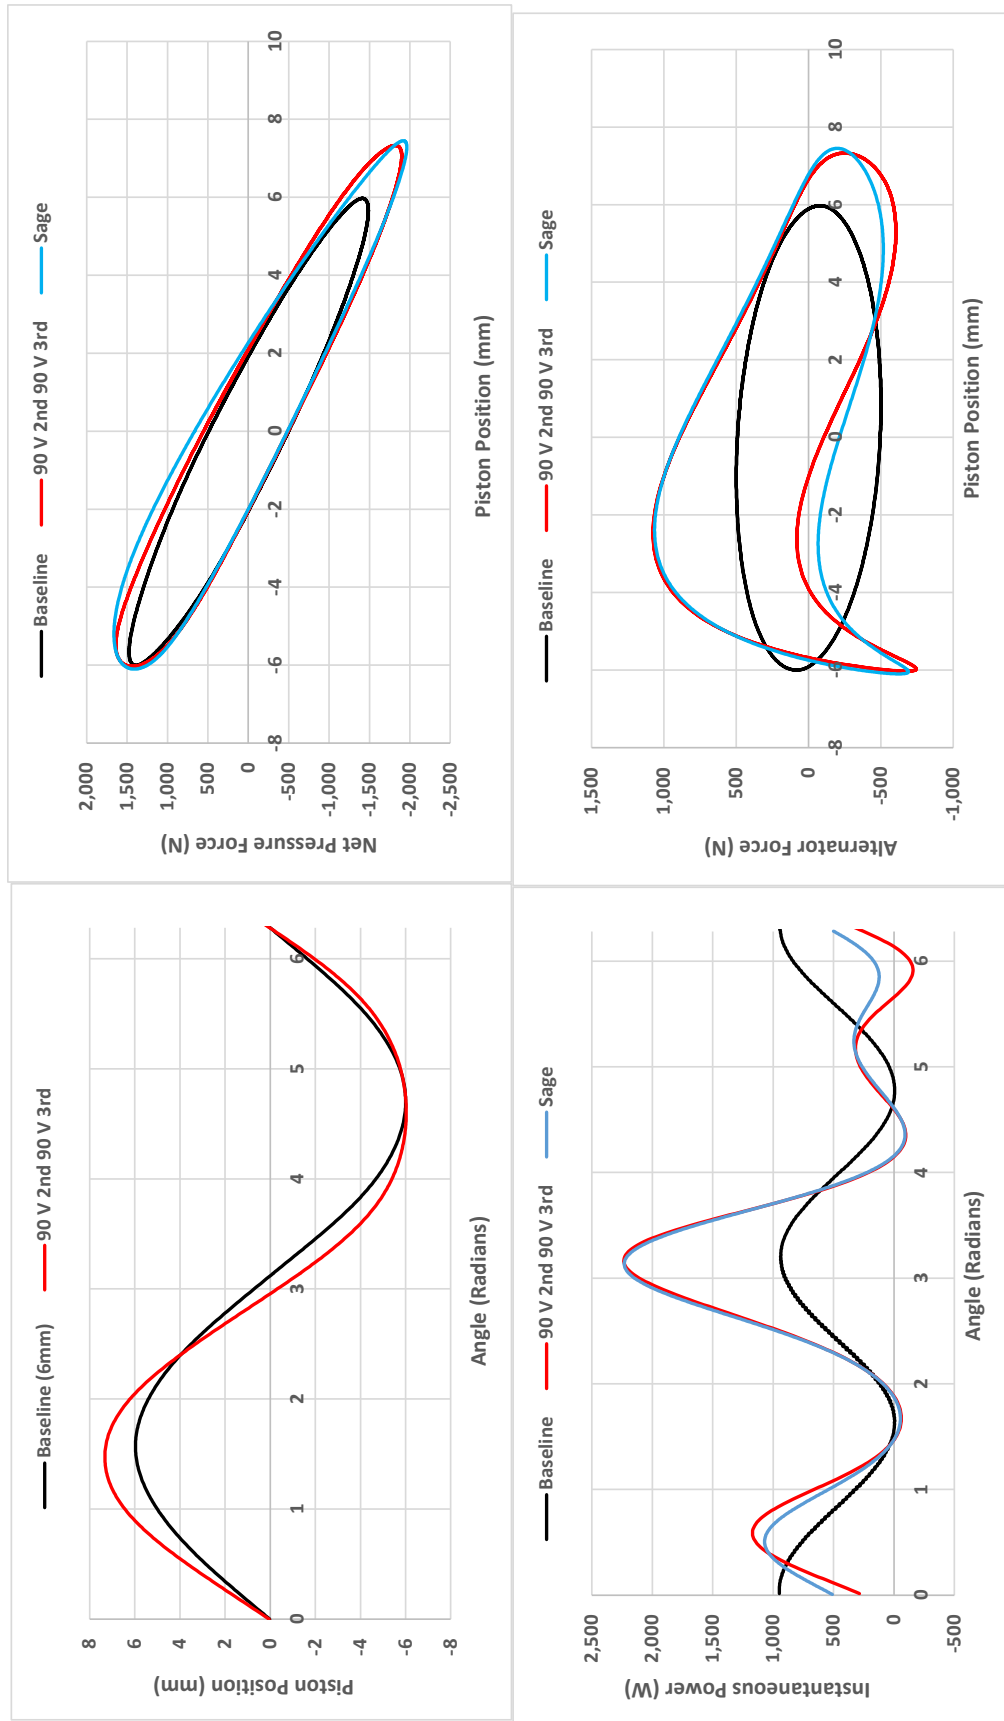 Baseline (6mm) 90 V 2nd 90 V 3rd
Piston Position (mm)
8
6
4
2
0
-2
-4
-6
-8
0 1 2 3 4 5 6
Angle (Radians)
Baseline 90 V 2nd 90 V 3rd Sage
Net Pressure Force (N)
2,000
1,500
1,000
500
0
-500
-1,000
-1,500
-2,000
-2,500
-8 -6 -4 -2 0 2 4 6 8 10
Piston Position (mm)
Baseline 90 V 2nd 90 V 3rd Sage
Instantaneous Power (W)
2,500
2,000
1,500
1,000
500
0
-500
0 1 2 3 4 5 6
Angle (Radians)
Baseline 90 V 2nd 90 V 3rd Sage
Alternator Force (N)
1,500
1,000
500
0
-500
-1,000
-8 -6 -4 -2 0 2 4 6 8 10
Piston Position (mm)